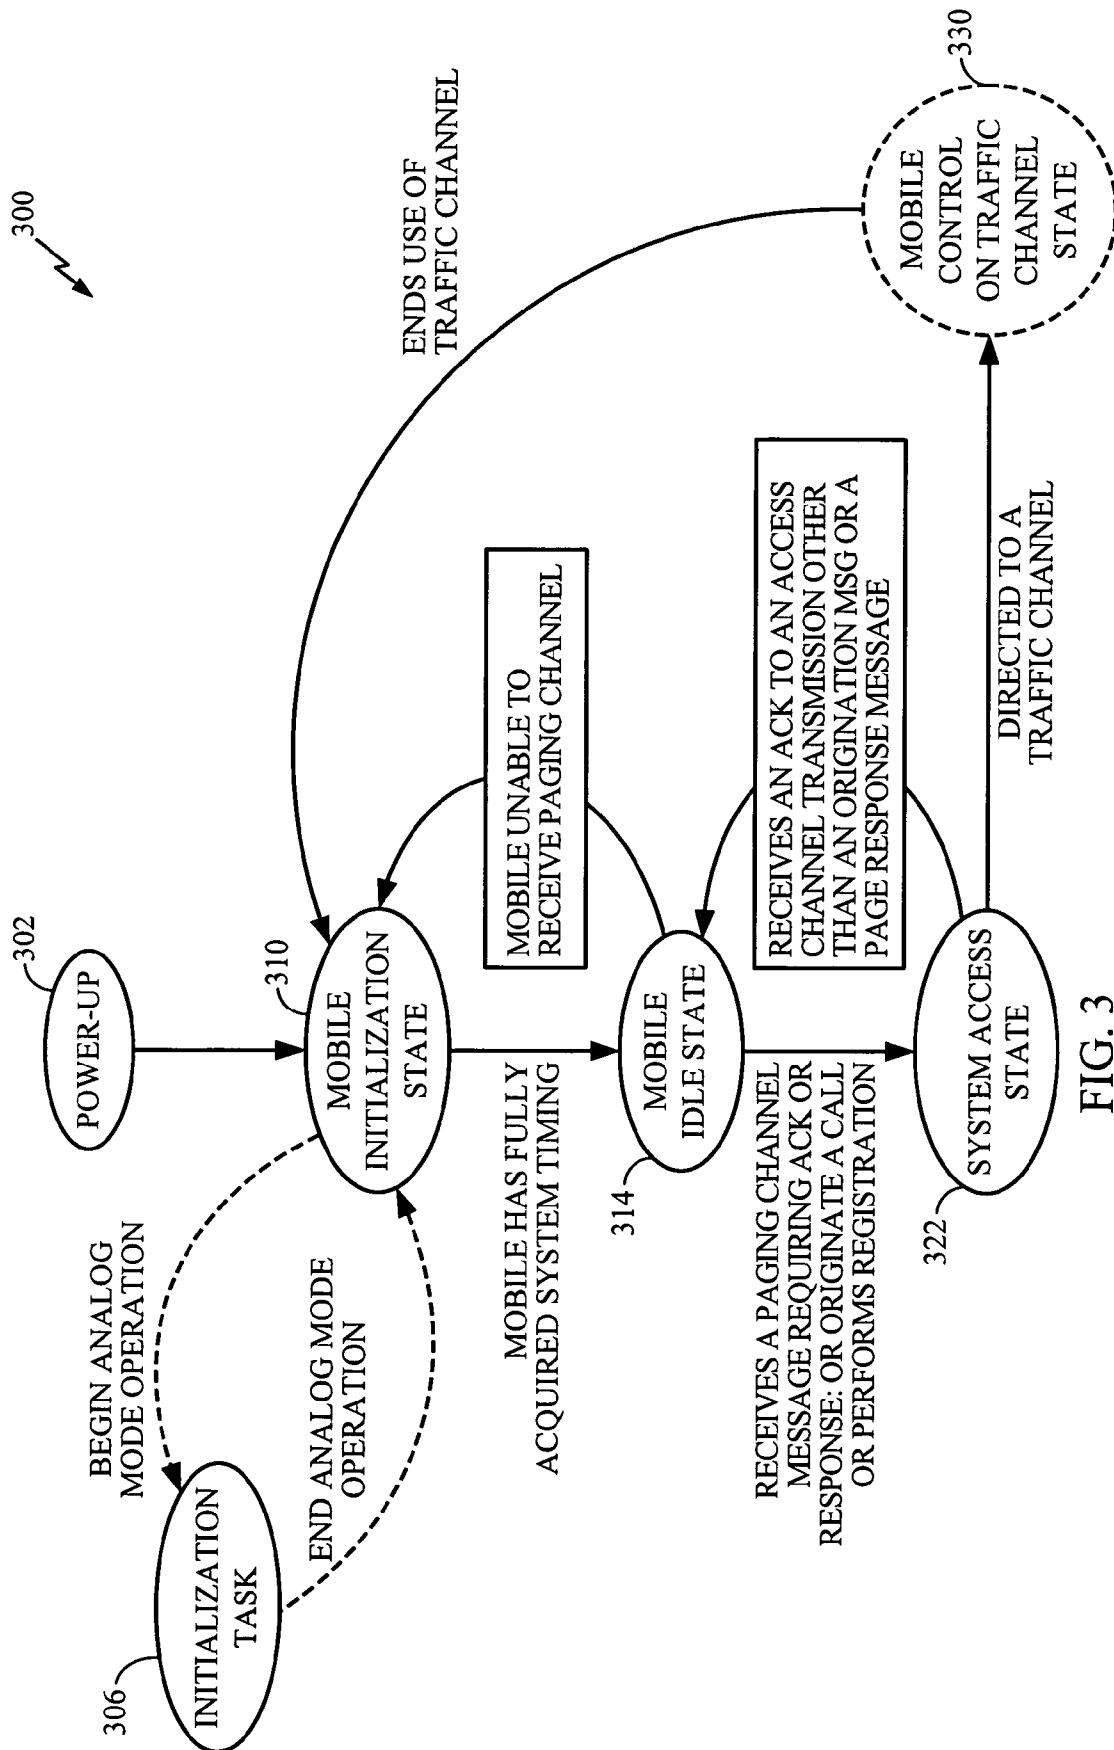 300
302
POWER-UP
BEGIN ANALOG
MODE OPERATION
306
INITIALIZATION
TASK
END ANALOG MODE
OPERATION
310
MOBILE
INITIALIZATION
STATE
ENDS USE OF
TRAFFIC CHANNEL
MOBILE HAS FULLY
ACQUIRED SYSTEM TIMING
MOBILE UNABLE TO
RECEIVE PAGING CHANNEL
314
MOBILE
IDLE STATE
RECEIVES A PAGING CHANNEL
MESSAGE REQUIRING ACK OR
RESPONSE: OR ORIGINATE A CALL
OR PERFORMS REGISTRATION
RECEIVES AN ACK TO AN ACCESS
CHANNEL TRANSMISSION OTHER
THAN AN ORIGINATION MSG OR A
PAGE RESPONSE MESSAGE
322
SYSTEM ACCESS
STATE
DIRECTED TO A
TRAFFIC CHANNEL
330
MOBILE
CONTROL
ON TRAFFIC
CHANNEL
STATE
FIG. 3